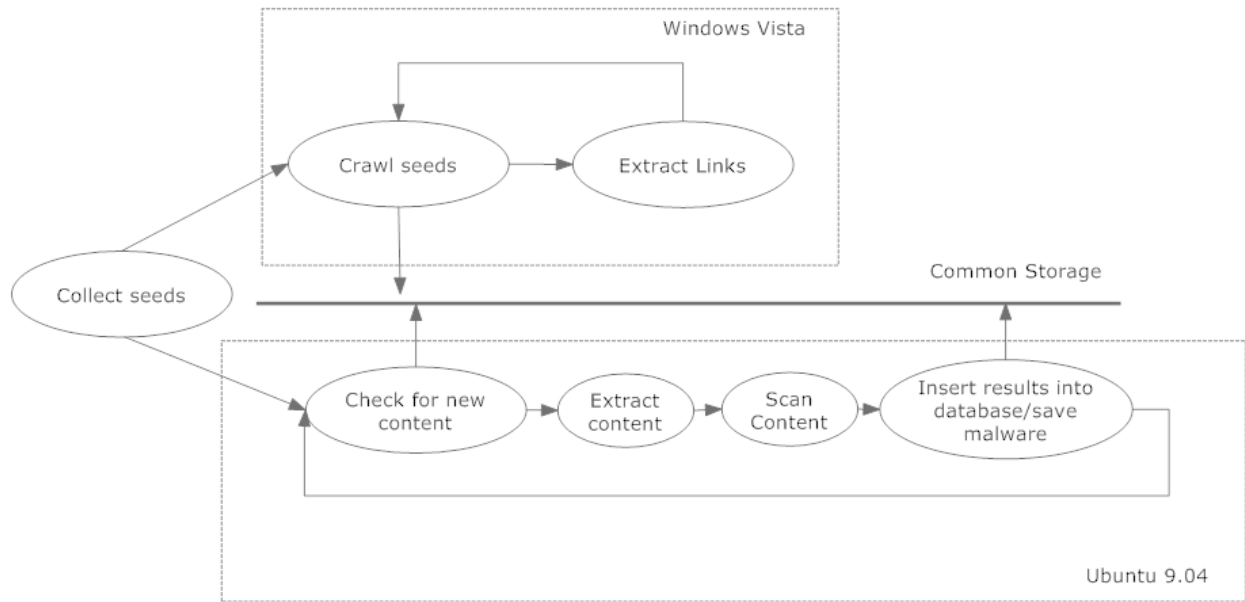 Windows Vista
Crawl seeds
Extract Links
Collect seeds
Common Storage
Check for new
content
Extract
content
Scan
Content
Insert results into
database/save
malware
Ubuntu 9.04